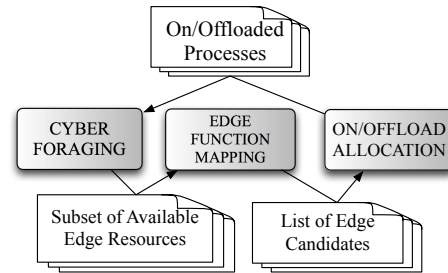 On/Offloaded
Processes
CYBER
FORAGING
EDGE
FUNCTION
MAPPING
ON/OFFLOAD
ALLOCATION
Subset of Available
Edge Resources
List of Edge
Candidates